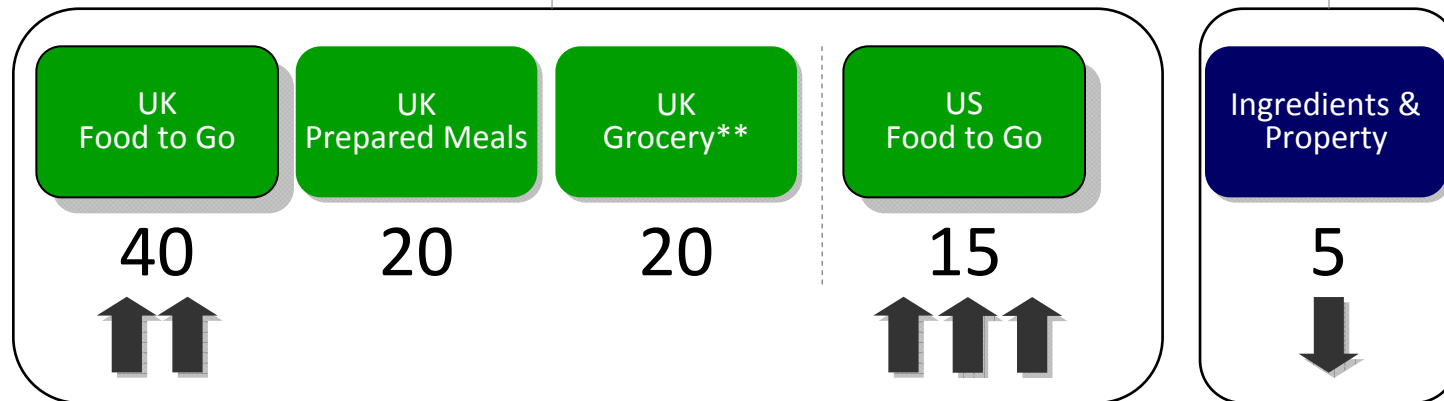 UK
Food to Go
UK
Prepared Meals
UK
Grocery**
US
Food to Go
Ingredients &
Property
40
20
20
15
5